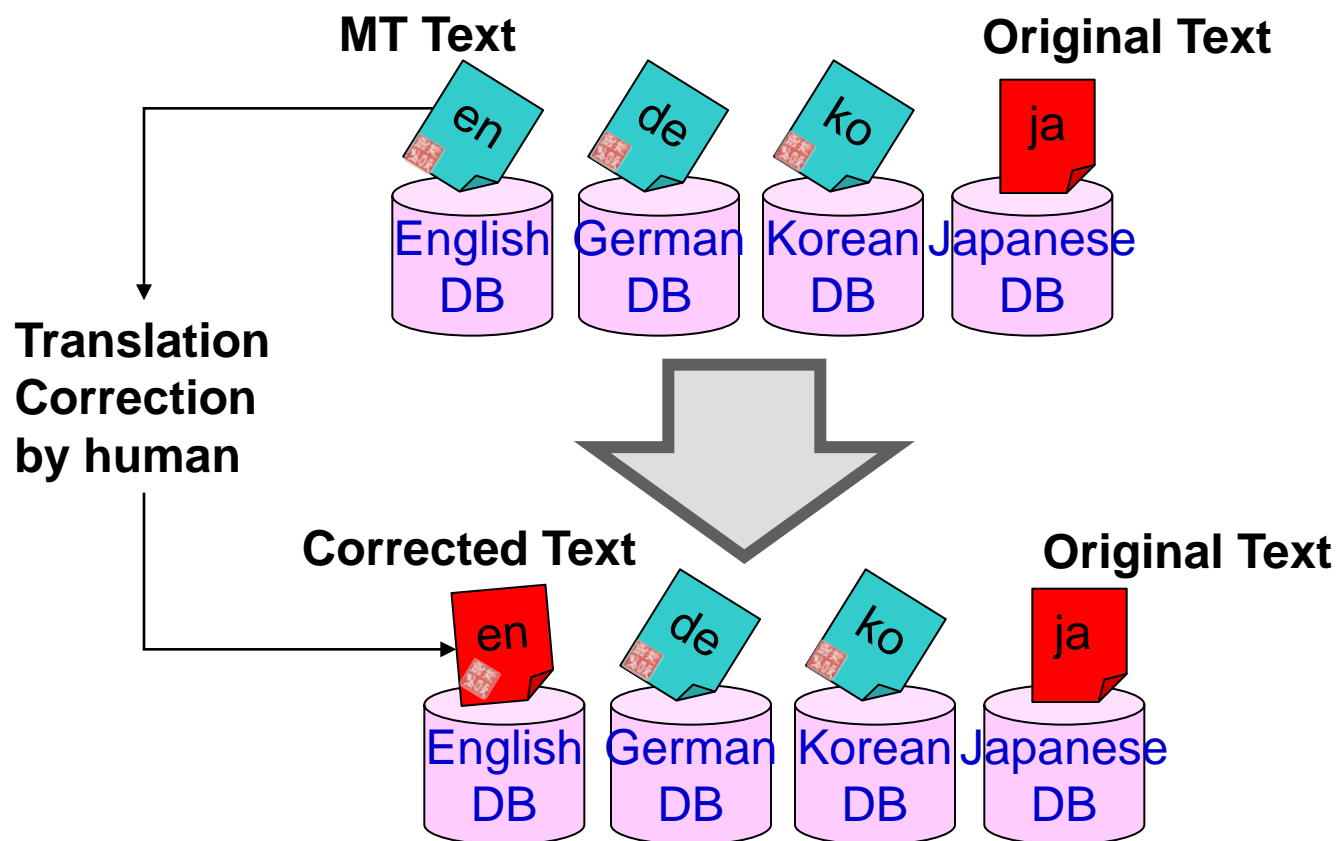 MT Text
Original Text
en
de
ko
ja
English
DB
German
DB
Korean
DB
Japanese
DB
Translation
Correction
by human
Corrected Text
Original Text
en
de
ko
ja
English
DB
German
DB
Korean
DB
Japanese
DB